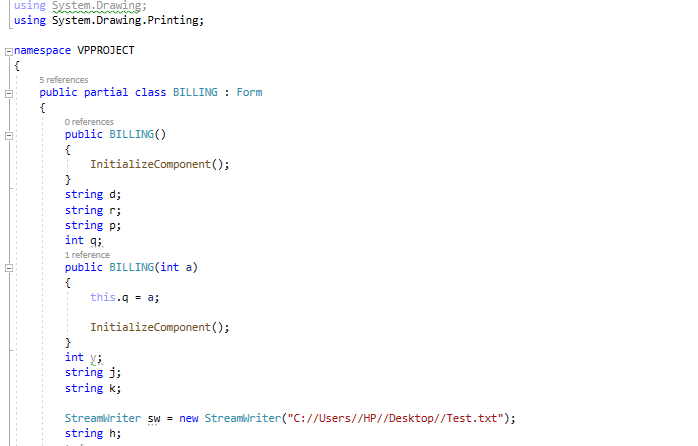 using System.Drawing;
using System.Drawing.Printing;
namespace VPPROJECT
{
5 references
public partial class BILLING : Form
{
0 references
public BILLING()
{
InitializeComponent();
}
string d;
string r;
string p;
int q;
1 reference
public BILLING(int a)
{
this.q = a;
InitializeComponent();
}
int y;
string j;
string k;
StreamWriter sw = new StreamWriter("C://Users//HP//Desktop//Test.txt");
string h;